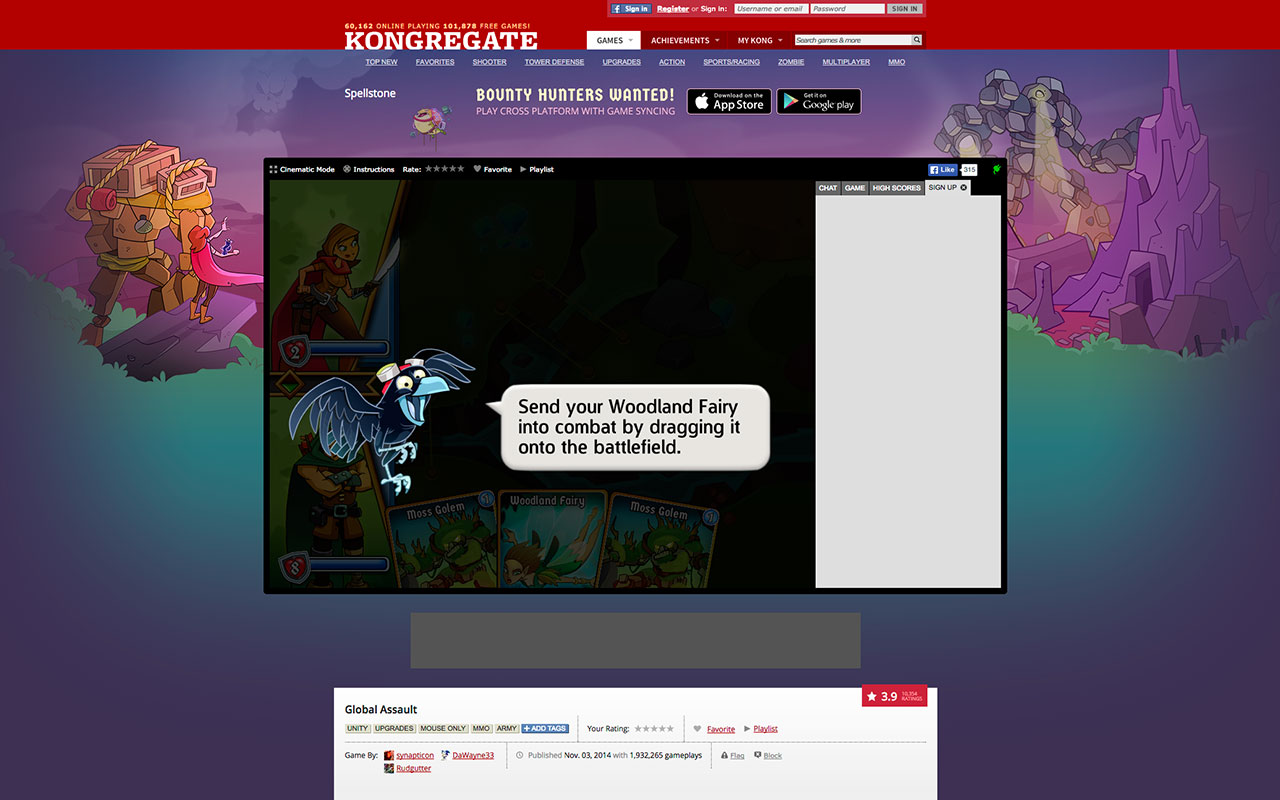 Sign in Register or Sign in: Username or email Password SIGN IN
60,162 ONLINE PLAYING 101,878 FREE GAMES!
KONGREGATE
GAMES ACHIEVEMENTS MY KONG Search games & more
TOP NEW FAVORITES SHOOTER TOWER DEFENSE UPGRADES ACTION SPORTS/RACING ZOMBIE MULTIPLAYER MMO
Spellstone
BOUNTY HUNTERS WANTED!
PLAY CROSS PLATFORM WITH GAME SYNCING
Download on the
App Store
Get it on
Google play
Cinematic Mode Instructions Rate: Favorite Playlist Like 315
CHAT GAME HIGH SCORES SIGN UP
2
Send your Woodland Fairy
into combat by dragging it
onto the battlefield.
Moss Golem Woodland Fairy Moss Golem
8
3.9 10,354
RATINGS
Global Assault
UNITY UPGRADES MOUSE ONLY MMO ARMY + ADD TAGS Your Rating: Favorite Playlist
Game By: synapticon DaWayne33 Published Nov. 03, 2014 with 1,932,265 gameplays Flag Block
Rudgutter